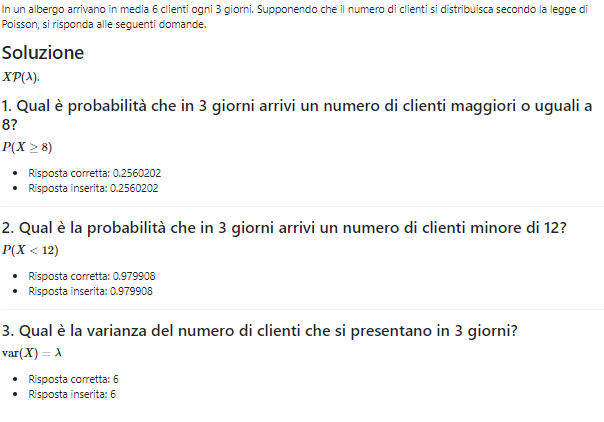 In un albergo arrivano in media 6 clienti ogni 3 giorni. Supponendo che il numero di clienti si distribuisca secondo la legge di
Poisson, si risponda alle seguenti domande.
Soluzione
XP(λ).
1. Qual è probabilità che in 3 giorni arrivi un numero di clienti maggiori o uguali a
8?
P(X ≥ 8)
• Risposta corretta: 0.2560202
• Risposta inserita: 0.2560202
2. Qual è la probabilità che in 3 giorni arrivi un numero di clienti minore di 12?
P(X < 12)
• Risposta corretta: 0.979908
• Risposta inserita: 0.979908
3. Qual è la varianza del numero di clienti che si presentano in 3 giorni?
var(X) = λ
• Risposta corretta: 6
• Risposta inserita: 6